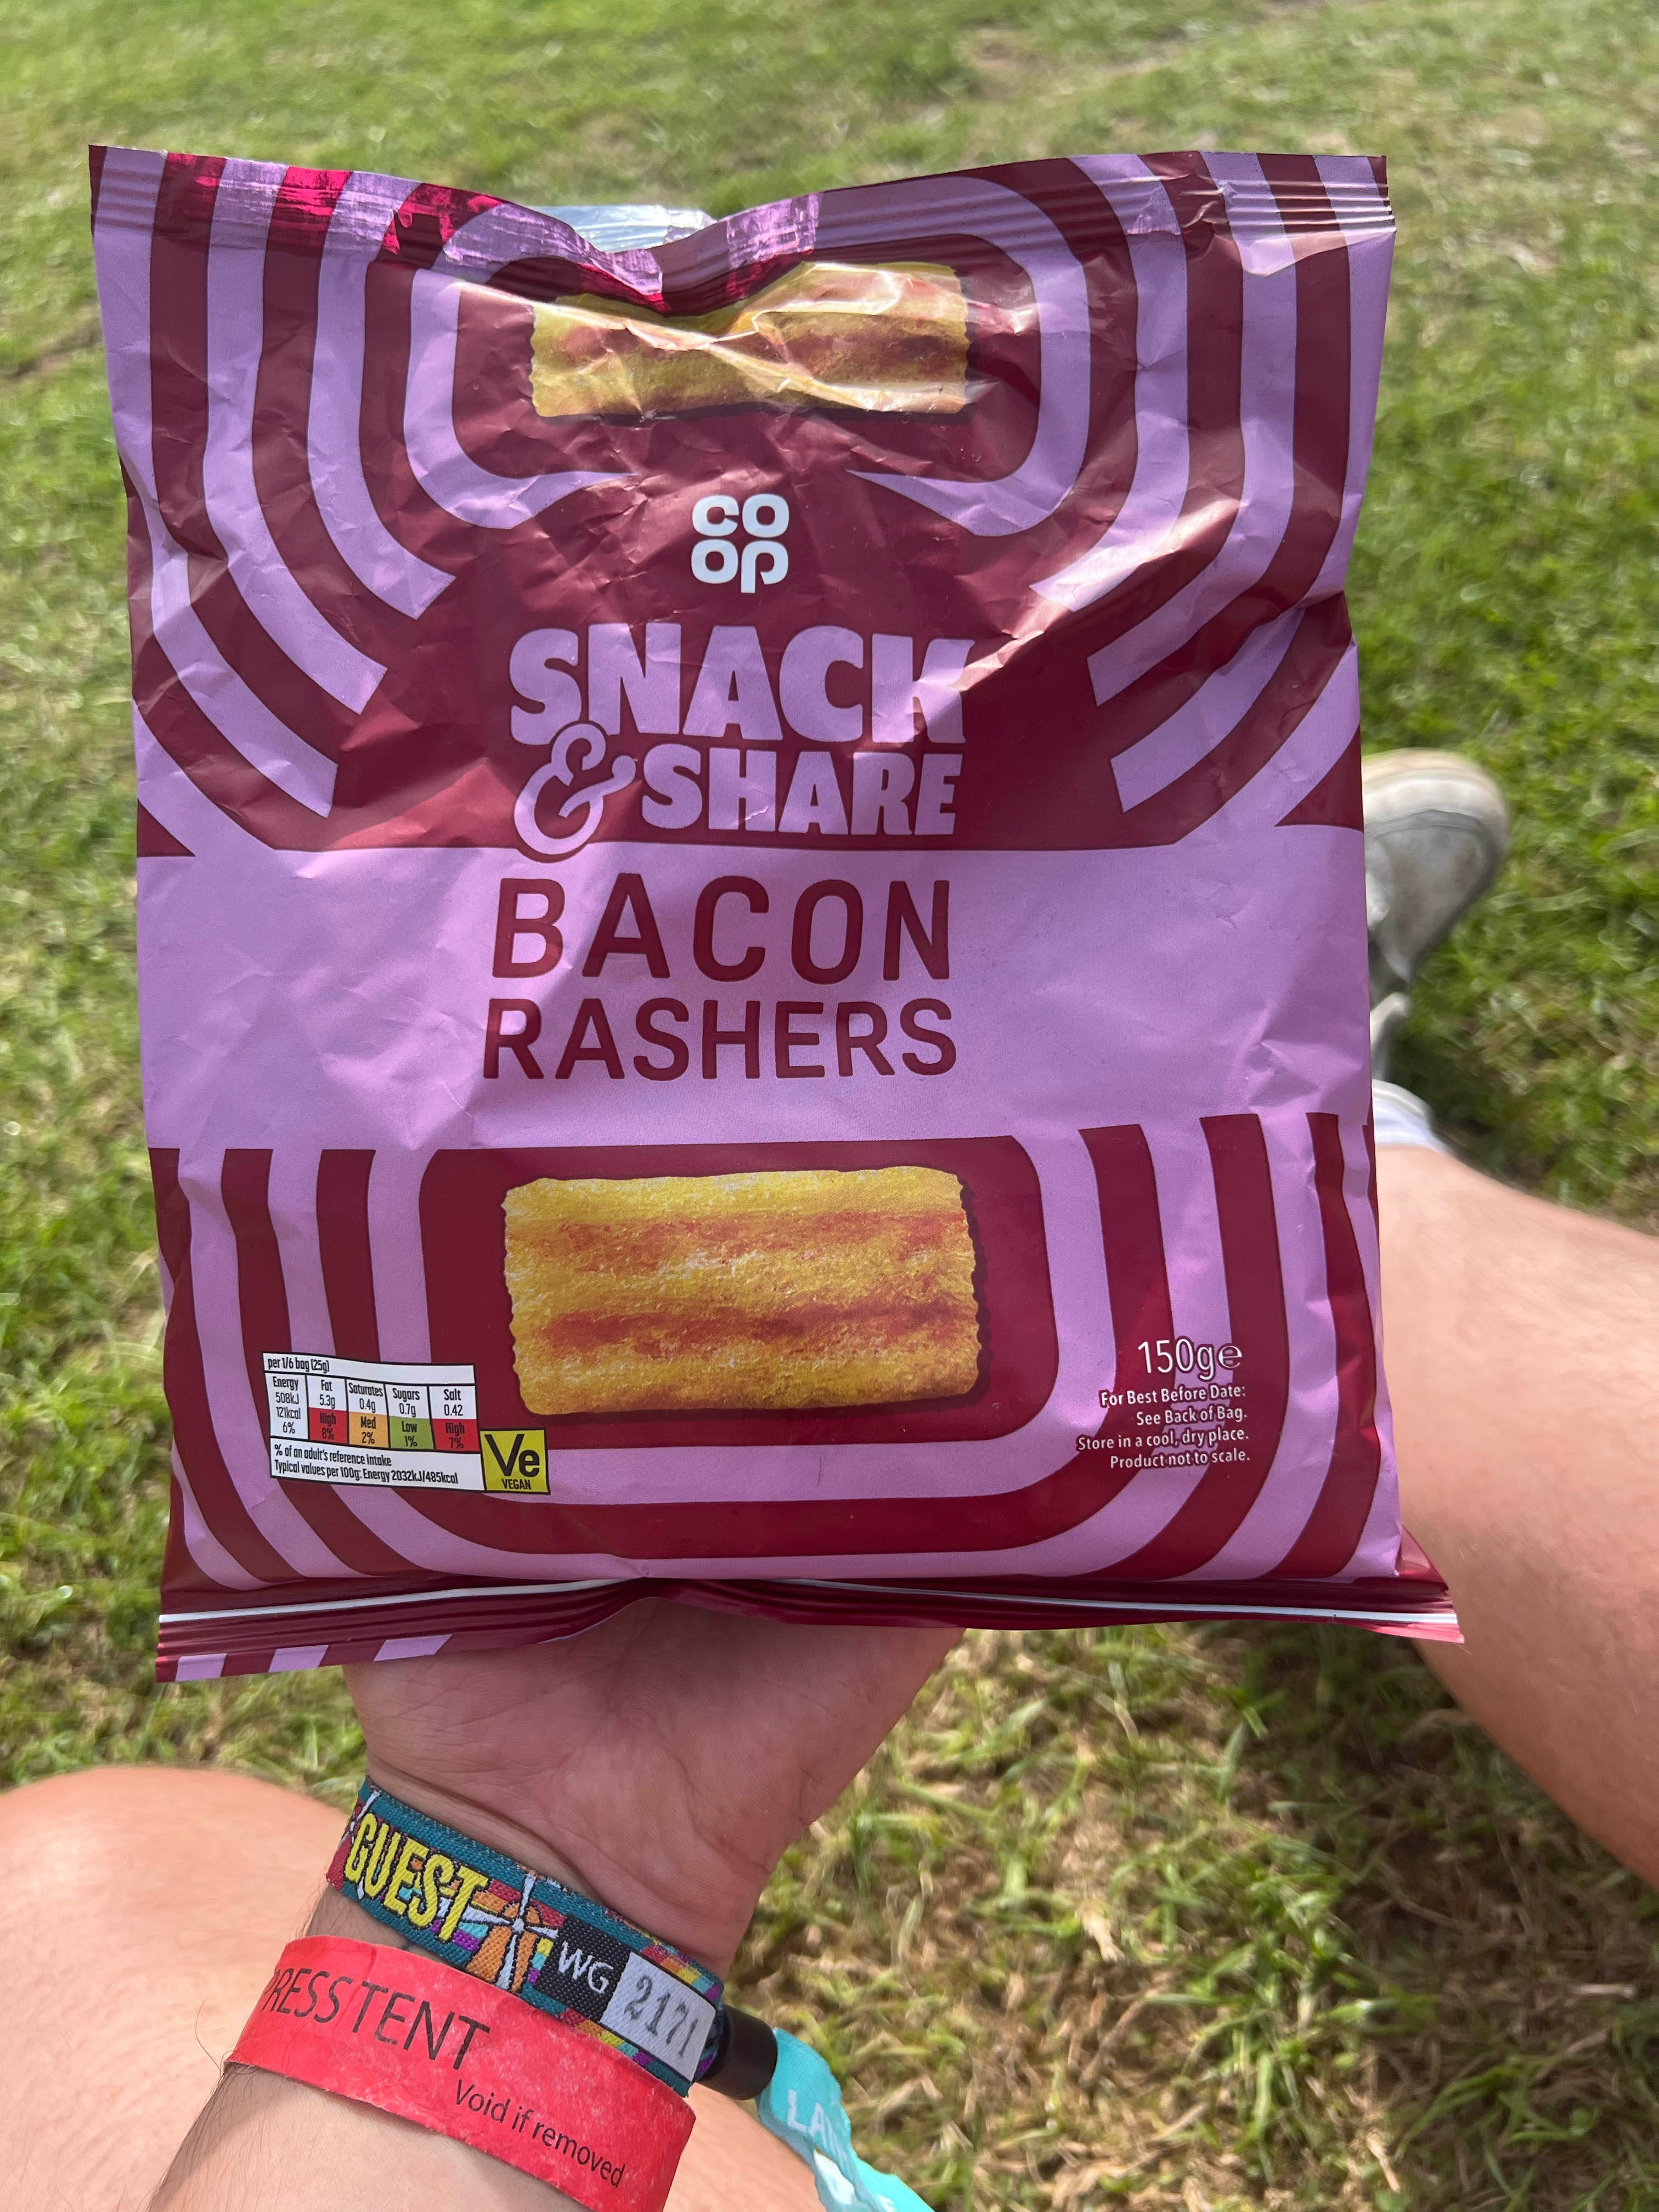 CO
OP
SNACK
& SHARE
BACON
RASHERS
per 1/6 bag (25g)
Energy 508kJ 121kcal 6%
Fat 5.3g High 8%
Saturates 0.4g Med 2%
Sugars 0.7g Low 1%
Salt 0.42 High 7%
% of an adult's reference intake
Typical values per 100g: Energy 2032kJ/485kcal
Ve
VEGAN
150g e
For Best Before Date:
See Back of Bag.
Store in a cool, dry place.
Product not to scale.
GUEST WG 2171
RESS TENT
Void if removed